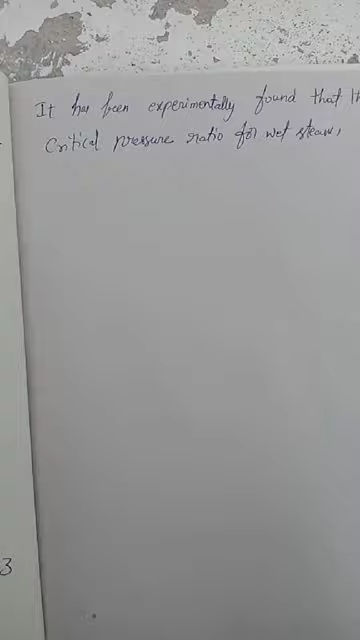 It has been experimentally found that
Critical pressure ratio for wet steam,
3